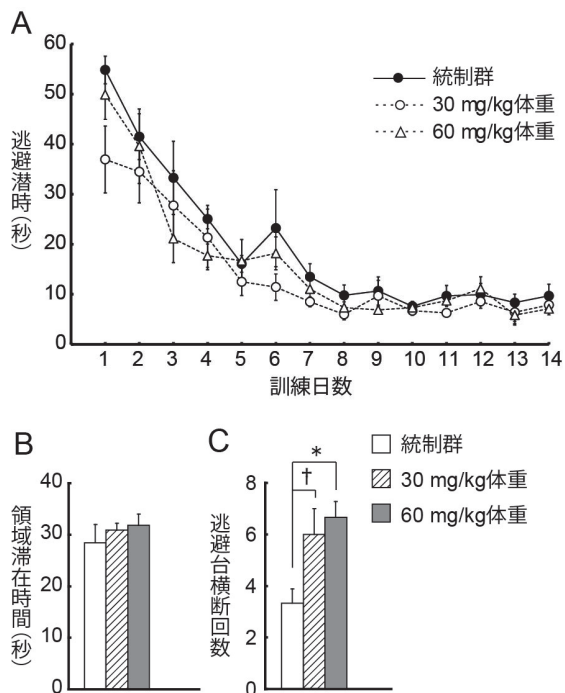 A
60
50
40
30
20
10
0
逃避潜時(秒)
1 2 3 4 5 6 7 8 9 10 11 12 13 14
訓練日数
統制群
30 mg/kg体重
60 mg/kg体重
B
40
30
20
10
0
領域滞在時間(秒)
C
8
6
4
2
0
逃避台横断回数
*
†
統制群
30 mg/kg体重
60 mg/kg体重